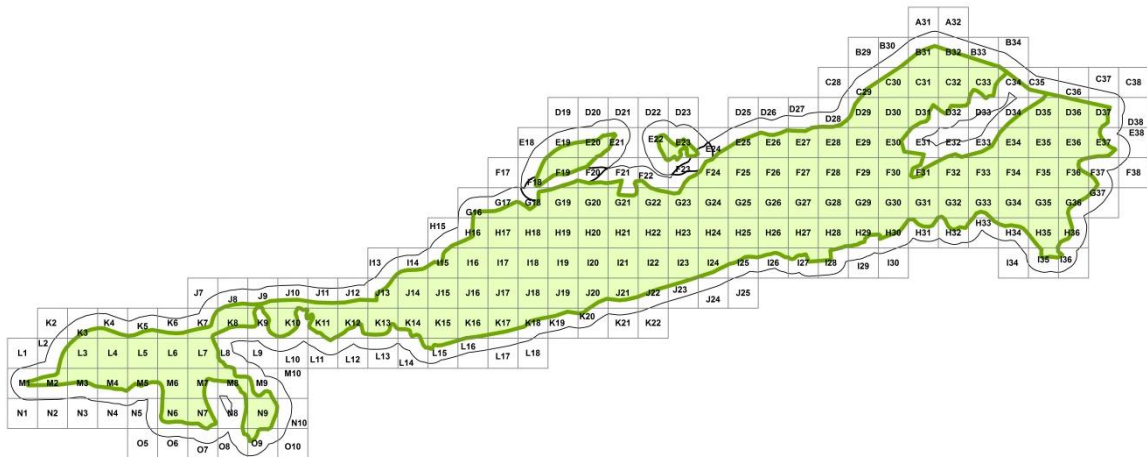 A31 A32
B29 B30 B31 B32 B33 B34
C28 C29 C30 C31 C32 C33 C34 C35 C36 C37 C38
D19 D20 D21 D22 D23 D25 D26 D27 D28 D29 D30 D31 D32 D33 D34 D35 D36 D37 D38
E18 E19 E20 E21 E22 E23 E24 E25 E26 E27 E28 E29 E30 E31 E32 E33 E34 E35 E36 E37 E38
F17 F18 F19 F20 F21 F22 F23 F24 F25 F26 F27 F28 F29 F30 F31 F32 F33 F34 F35 F36 F37 F38
G16 G17 G18 G19 G20 G21 G22 G23 G24 G25 G26 G27 G28 G29 G30 G31 G32 G33 G34 G35 G36 G37
H15 H16 H17 H18 H19 H20 H21 H22 H23 H24 H25 H26 H27 H28 H29 H30 H31 H32 H33 H34 H35 H36
I13 I14 I15 I16 I17 I18 I19 I20 I21 I22 I23 I24 I25 I26 I27 I28 I29 I30 I34 I35 I36
J7 J8 J9 J10 J11 J12 J13 J14 J15 J16 J17 J18 J19 J20 J21 J22 J23 J24 J25
K2 K3 K4 K5 K6 K7 K8 K9 K10 K11 K12 K13 K14 K15 K16 K17 K18 K19 K20 K21 K22
L1 L2 L3 L4 L5 L6 L7 L8 L9 L10 L11 L12 L13 L14 L15 L16 L17 L18
M1 M2 M3 M4 M5 M6 M7 M8 M9 M10
N1 N2 N3 N4 N5 N6 N7 N8 N9 N10
O5 O6 O7 O8 O9 O10